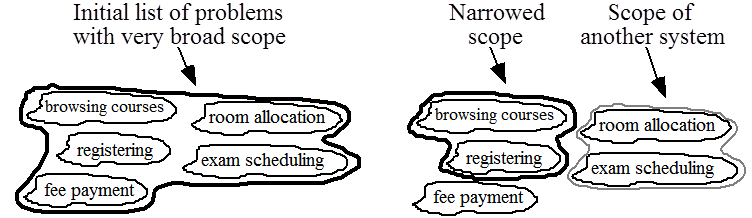 Initial list of problems
with very broad scope
browsing courses
room allocation
registering
exam scheduling
fee payment
Narrowed
scope
Scope of
another system
browsing courses
room allocation
registering
exam scheduling
fee payment